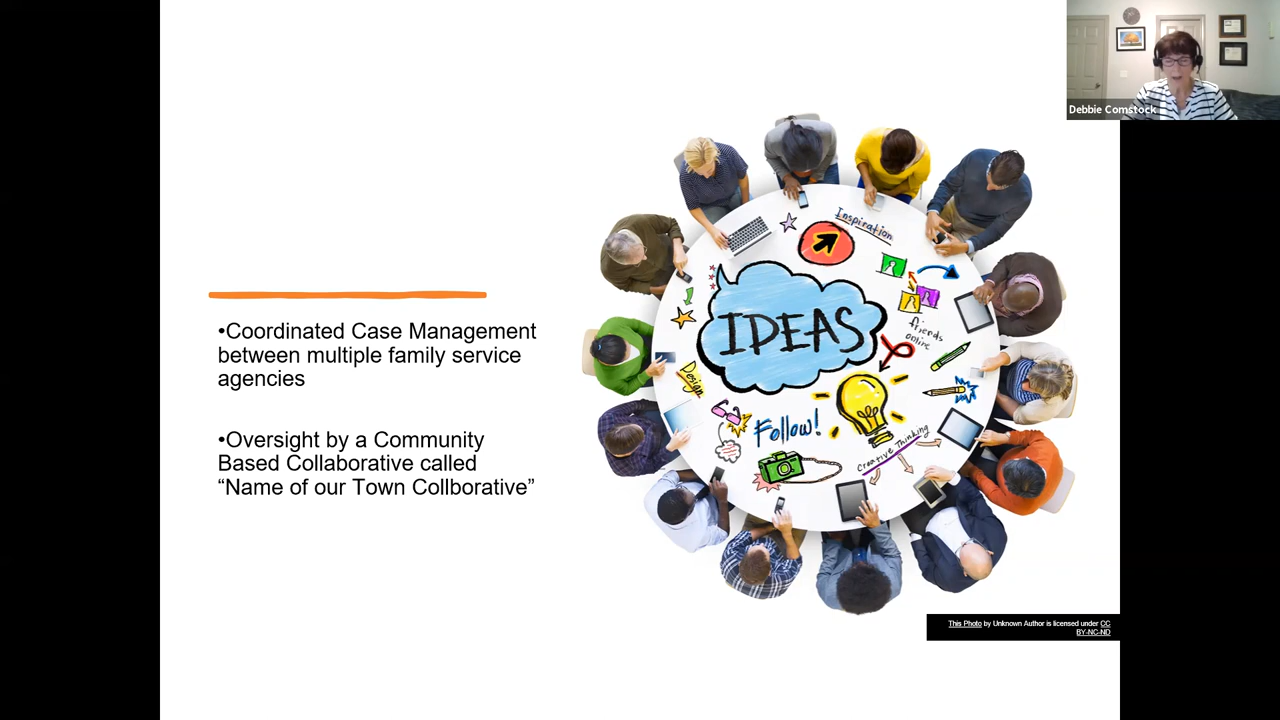 Debbie Comstock
•Coordinated Case Management
between multiple family service
agencies
•Oversight by a Community
Based Collaborative called
“Name of our Town Collborative”
Inspiration
IDEAS
friends
online
Design
Follow!
Creative Thinking
This Photo by Unknown Author is licensed under CC
BY-NC-ND